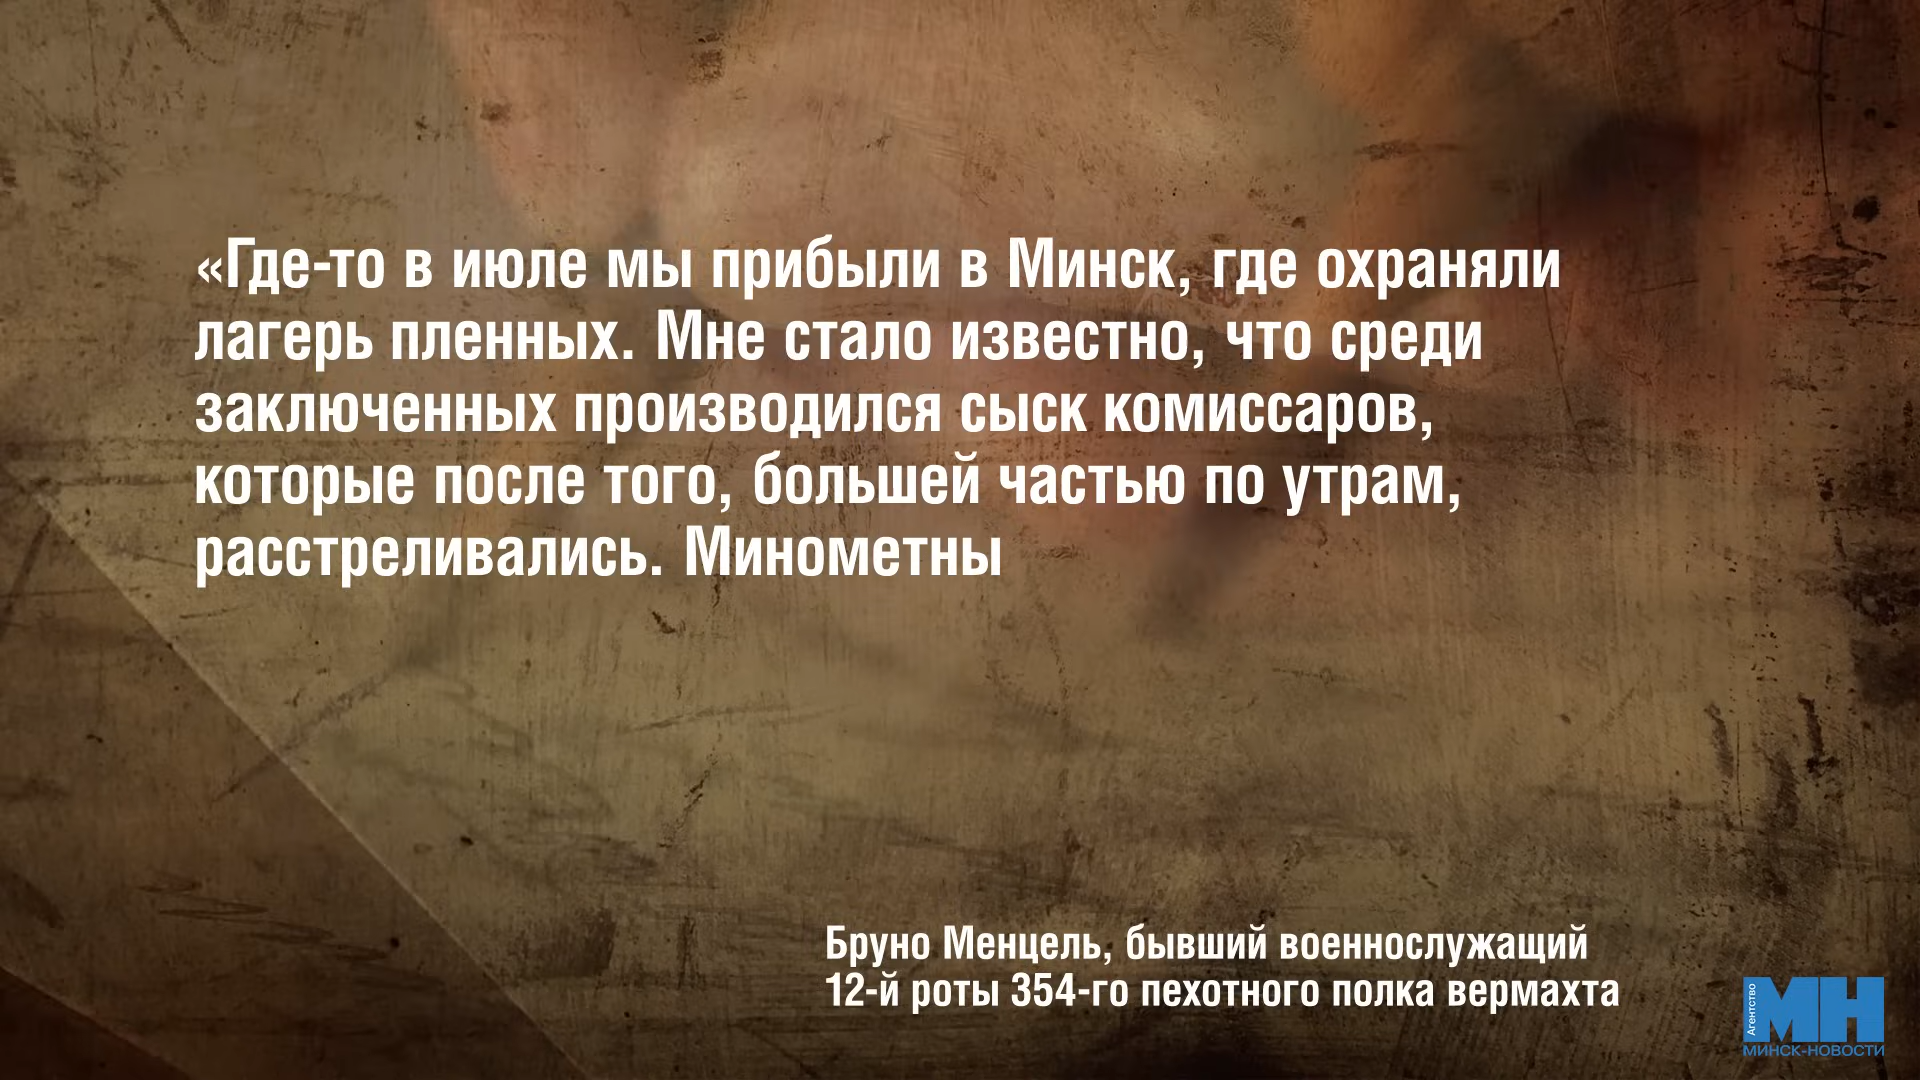 «Где-то в июле мы прибыли в Минск, где охраняли
лагерь пленных. Мне стало известно, что среди
заключенных производился сыск комиссаров,
которые после того, большей частью по утрам,
расстреливались. Минометны
Бруно Менцель, бывший военнослужащий
12-й роты 354-го пехотного полка вермахта
Агентство
МН
МИНСК-НОВОСТИ